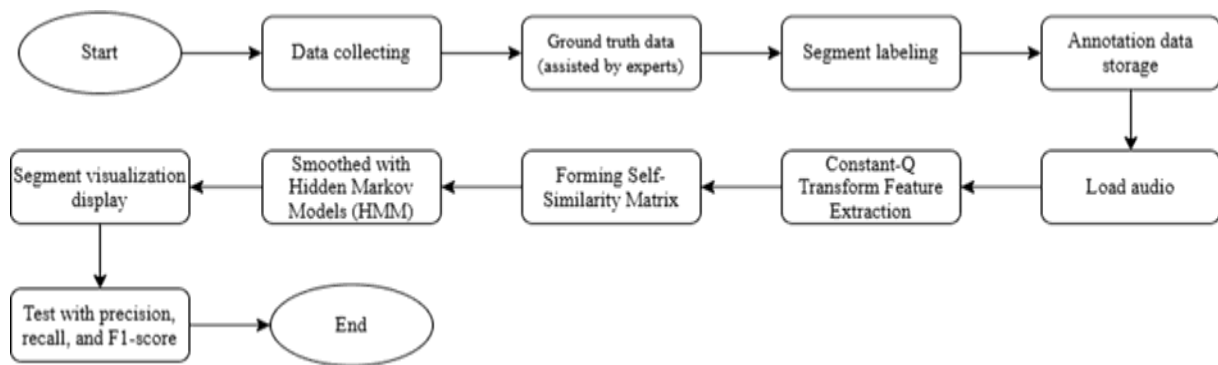 Start
Data collecting
Ground truth data
(assisted by experts)
Segment labeling
Annotation data
storage
Load audio
Constant-Q
Transform Feature
Extraction
Forming Self-
Similarity Matrix
Smoothed with
Hidden Markov
Models (HMM)
Segment visualization
display
Test with precision,
recall, and F1-score
End